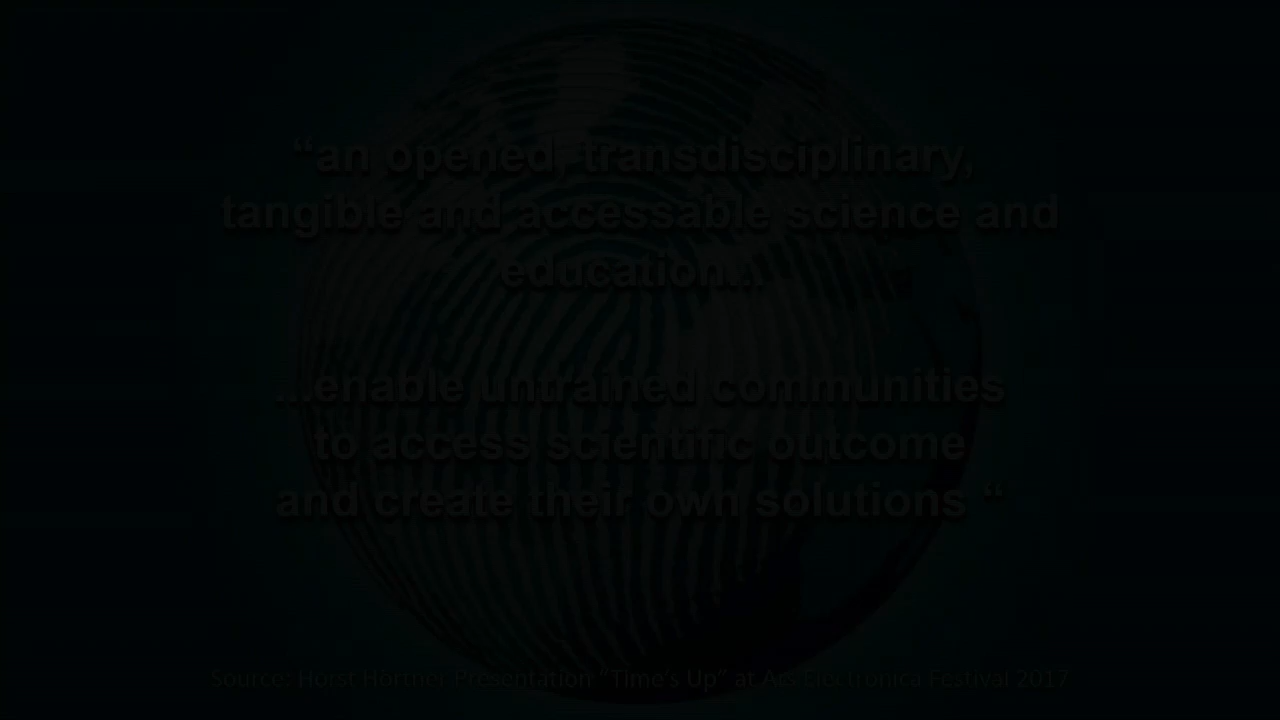 “an opened, transdisciplinary,
tangible and accessable science and
education...
...enable untrained communities
to access scientific outcome
and create their own solutions “
Source: Horst Hörtner Presentation “Time’s Up” at Ars Electronica Festival 2017